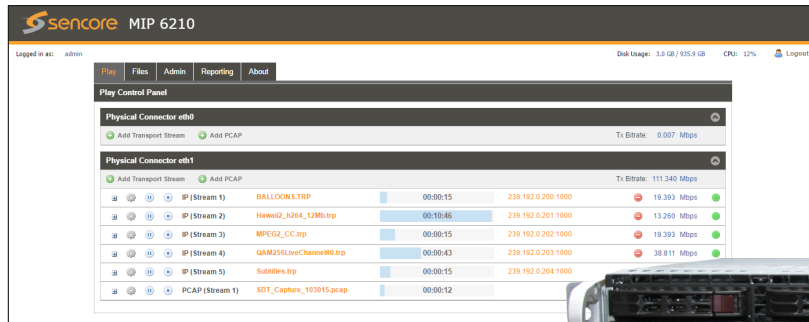 sencore MIP 6210
Logged in as: admin Disk Usage: 3.0 GB / 935.9 GB CPU: 12% Logout
Play Files Admin Reporting About
Play Control Panel
Physical Connector eth0
Add Transport Stream Add PCAP Tx Bitrate: 0.007 Mbps
Physical Connector eth1
Add Transport Stream Add PCAP Tx Bitrate: 111.340 Mbps
IP (Stream 1) BALLOONS.TRP 00:00:15 239.192.0.200:1000 19.393 Mbps
IP (Stream 2) Hawaii2_h264_12Mb.trp 00:10:46 239.192.0.201:1000 13.260 Mbps
IP (Stream 3) MPEG2_CC.trp 00:00:15 239.192.0.202:1000 19.393 Mbps
IP (Stream 4) QAM256LiveChannel80.trp 00:00:43 239.192.0.203:1000 38.811 Mbps
IP (Stream 5) Subtitles.trp 00:00:15 239.192.0.204:1000
PCAP (Stream 1) SDT_Capture_103015.pcap 00:00:12